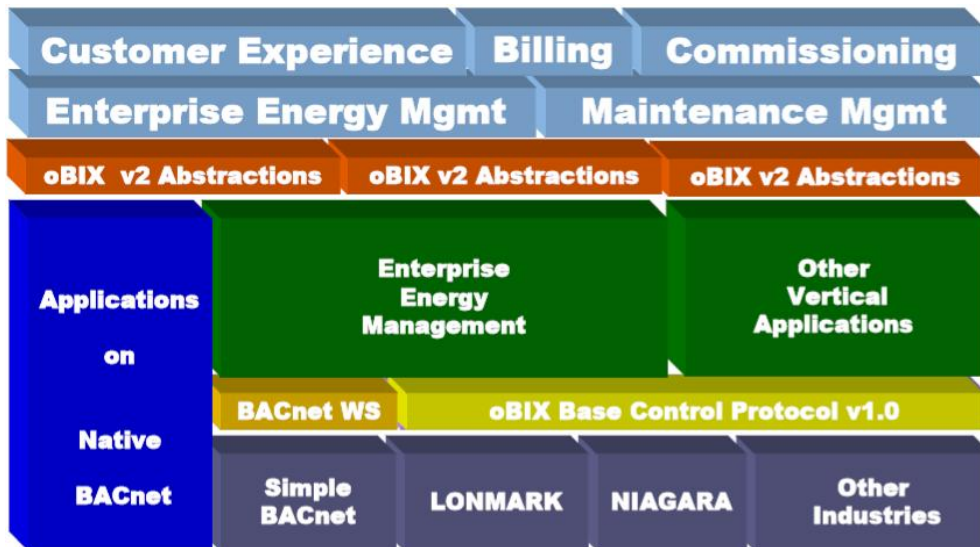 Customer Experience
Billing
Commissioning
Enterprise Energy Mgmt
Maintenance Mgmt
oBIX v2 Abstractions
oBIX v2 Abstractions
oBIX v2 Abstractions
Applications
on
Native
BACnet
Enterprise
Energy
Management
Other
Vertical
Applications
BACnet WS
oBIX Base Control Protocol v1.0
Simple
BACnet
LONMARK
NIAGARA
Other
Industries